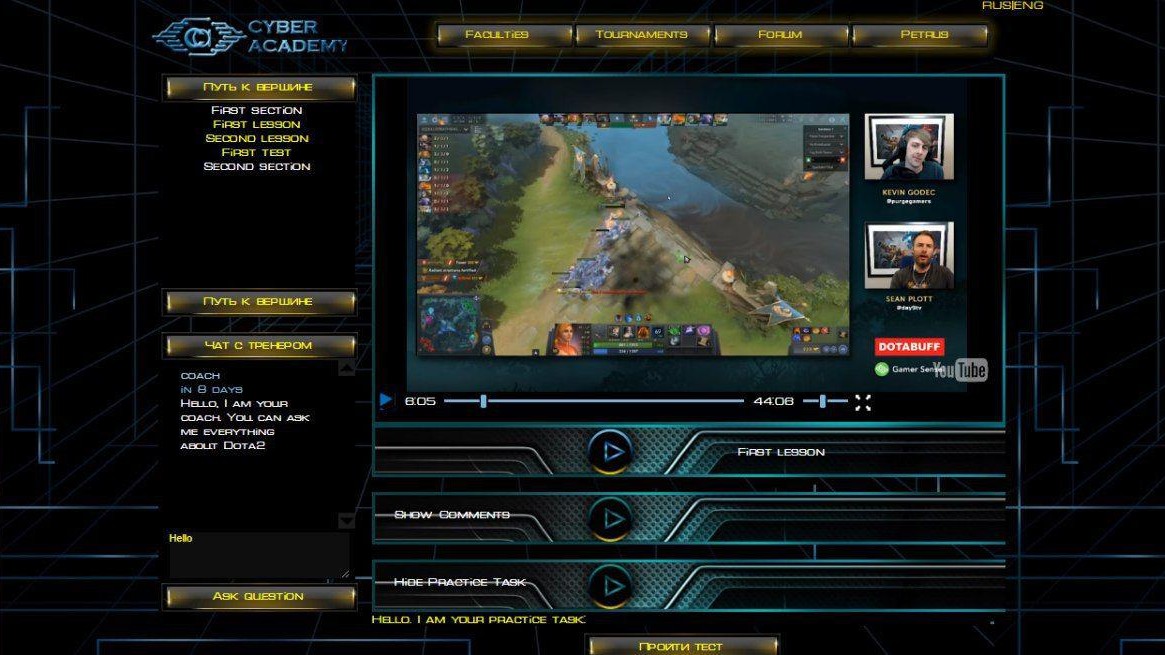 RUS|ENG
CYBER
ACADEMY
Faculties
Tournaments
Forum
Petrus
Путь к вершине
First section
First lesson
Second lesson
First test
Second section
Путь к вершине
Чат с тренером
coach
in 8 days
Hello, I am your
coach. You can ask
me everything
about Dota2
Hello
Ask question
KEVIN GODEC
@purgegamers
SEAN PLOTT
@day9tv
DOTABUFF
Gamer Sensei
YouTube
8:05
44:08
First lesson
Show Comments
Hide Practice Task
Hello. I am your practice task.
Пройти тест